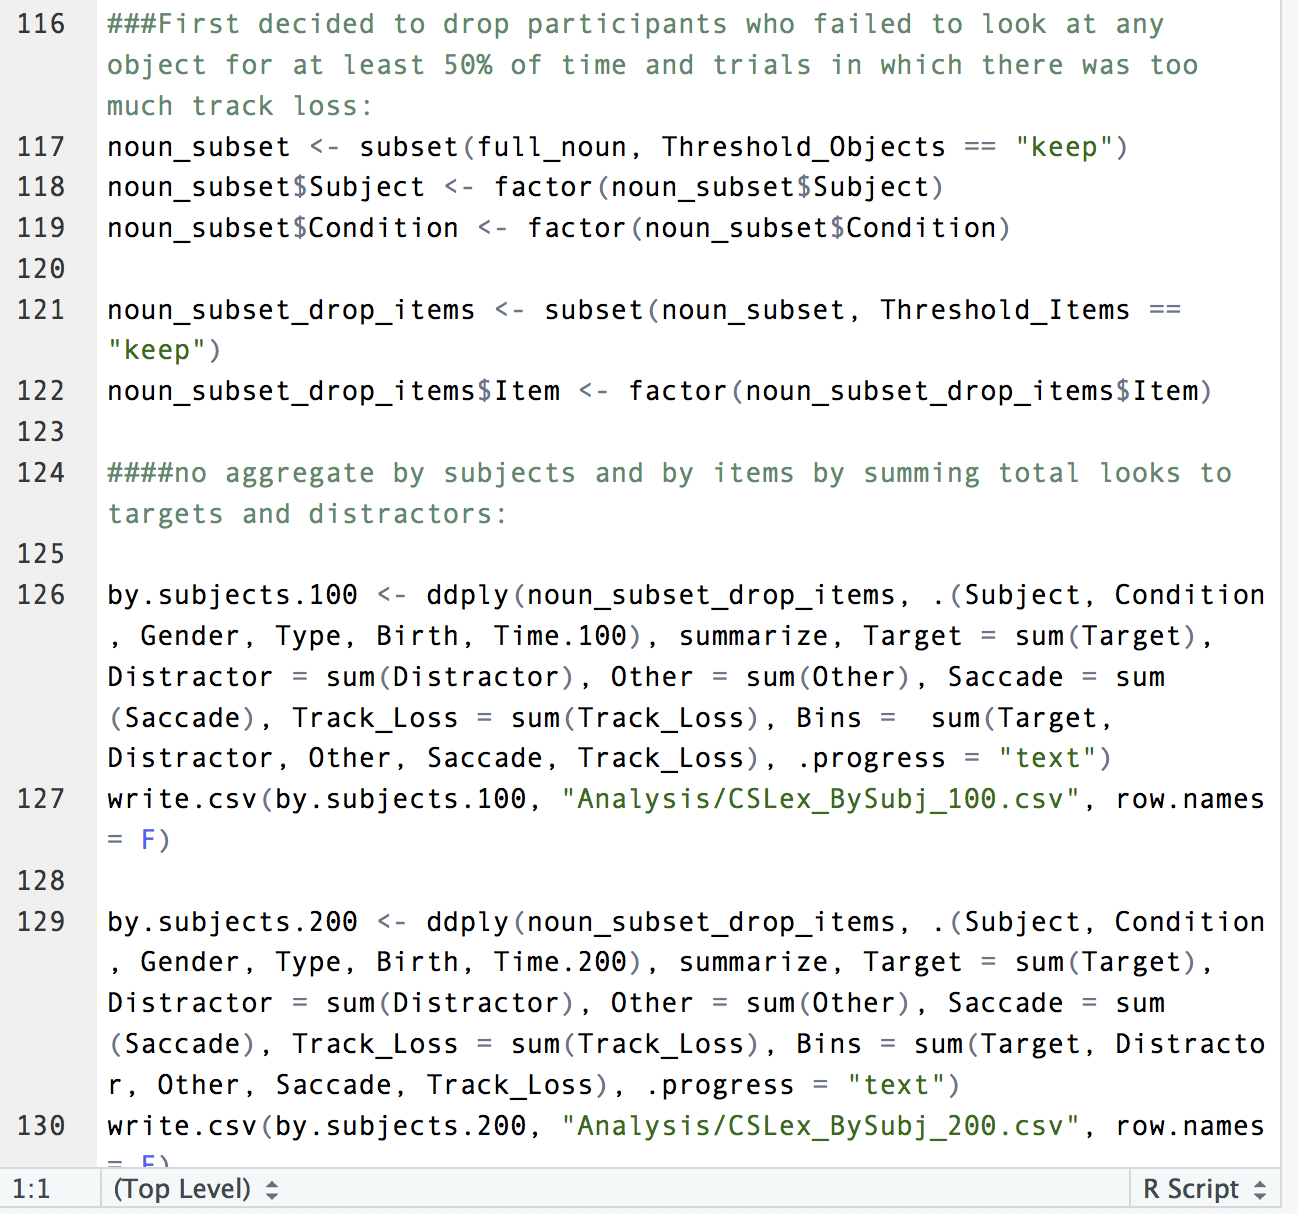 116 ###First decided to drop participants who failed to look at any
object for at least 50% of time and trials in which there was too
much track loss:
117 noun_subset <- subset(full_noun, Threshold_Objects == "keep")
118 noun_subset$Subject <- factor(noun_subset$Subject)
119 noun_subset$Condition <- factor(noun_subset$Condition)
120
121 noun_subset_drop_items <- subset(noun_subset, Threshold_Items ==
"keep")
122 noun_subset_drop_items$Item <- factor(noun_subset_drop_items$Item)
123
124 ####no aggregate by subjects and by items by summing total looks to
targets and distractors:
125
126 by.subjects.100 <- ddply(noun_subset_drop_items, .(Subject, Condition
, Gender, Type, Birth, Time.100), summarize, Target = sum(Target),
Distractor = sum(Distractor), Other = sum(Other), Saccade = sum
(Saccade), Track_Loss = sum(Track_Loss), Bins =  sum(Target,
Distractor, Other, Saccade, Track_Loss), .progress = "text")
127 write.csv(by.subjects.100, "Analysis/CSLex_BySubj_100.csv", row.names
= F)
128
129 by.subjects.200 <- ddply(noun_subset_drop_items, .(Subject, Condition
, Gender, Type, Birth, Time.200), summarize, Target = sum(Target),
Distractor = sum(Distractor), Other = sum(Other), Saccade = sum
(Saccade), Track_Loss = sum(Track_Loss), Bins = sum(Target, Distracto
r, Other, Saccade, Track_Loss), .progress = "text")
130 write.csv(by.subjects.200, "Analysis/CSLex_BySubj_200.csv", row.names
= F)
1:1 (Top Level) R Script